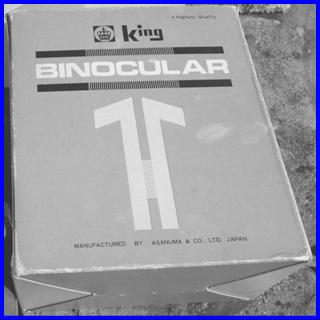 • Highest Quality
King
BINOCULAR
MANUFACTURED BY ASANUMA & CO., LTD. JAPAN.